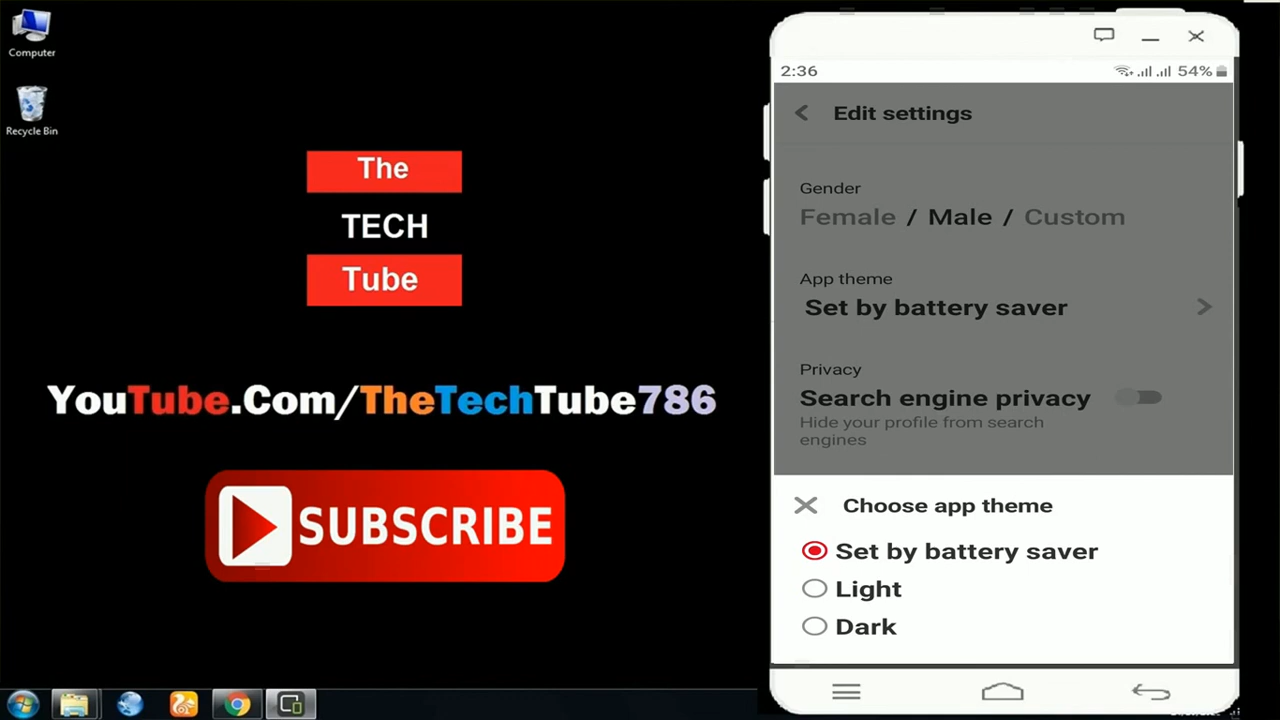 Computer
Recycle Bin
The
TECH
Tube
YouTube.Com/TheTechTube786
SUBSCRIBE
2:36
54%
Edit settings
Gender
Female / Male / Custom
App theme
Set by battery saver
Privacy
Search engine privacy
Hide your profile from search
engines
Choose app theme
Set by battery saver
Light
Dark